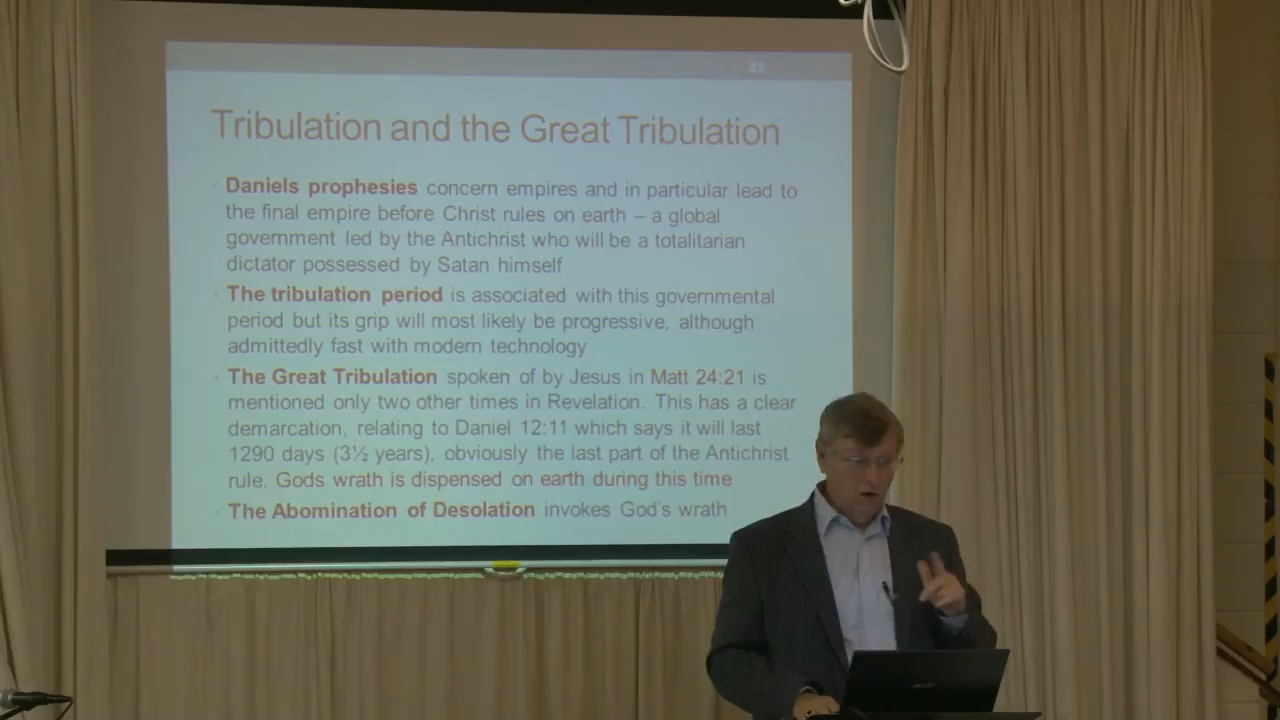 23
Tribulation and the Great Tribulation
Daniels prophesies concern empires and in particular lead to
the final empire before Christ rules on earth – a global
government led by the Antichrist who will be a totalitarian
dictator possessed by Satan himself
The tribulation period is associated with this governmental
period but its grip will most likely be progressive, although
admittedly fast with modern technology
The Great Tribulation spoken of by Jesus in Matt 24:21 is
mentioned only two other times in Revelation. This has a clear
demarcation, relating to Daniel 12:11 which says it will last
1290 days (3½ years), obviously the last part of the Antichrist
rule. Gods wrath is dispensed on earth during this time
The Abomination of Desolation invokes God's wrath
acer